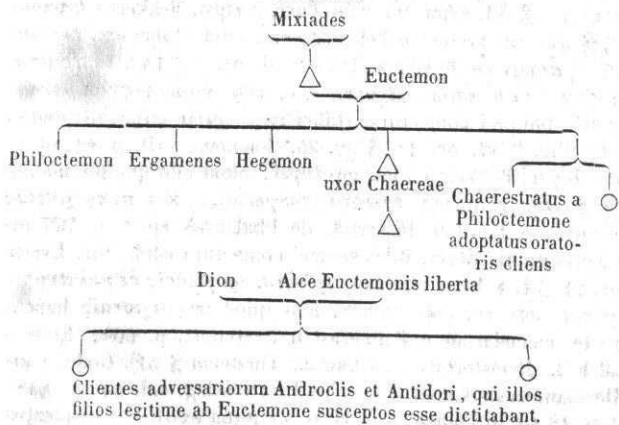 Mixiades
Euctemon
Philoctemon Ergamenes Hegemon
uxor Chaereae
Chaerestratus a
Philoctemone
adoptatus orato-
ris cliens
Dion Alce Euctemonis liberta
Clientes adversariorum Androclis et Antidori, qui illos
filios legitime ab Euctemone susceptos esse dictitabant.